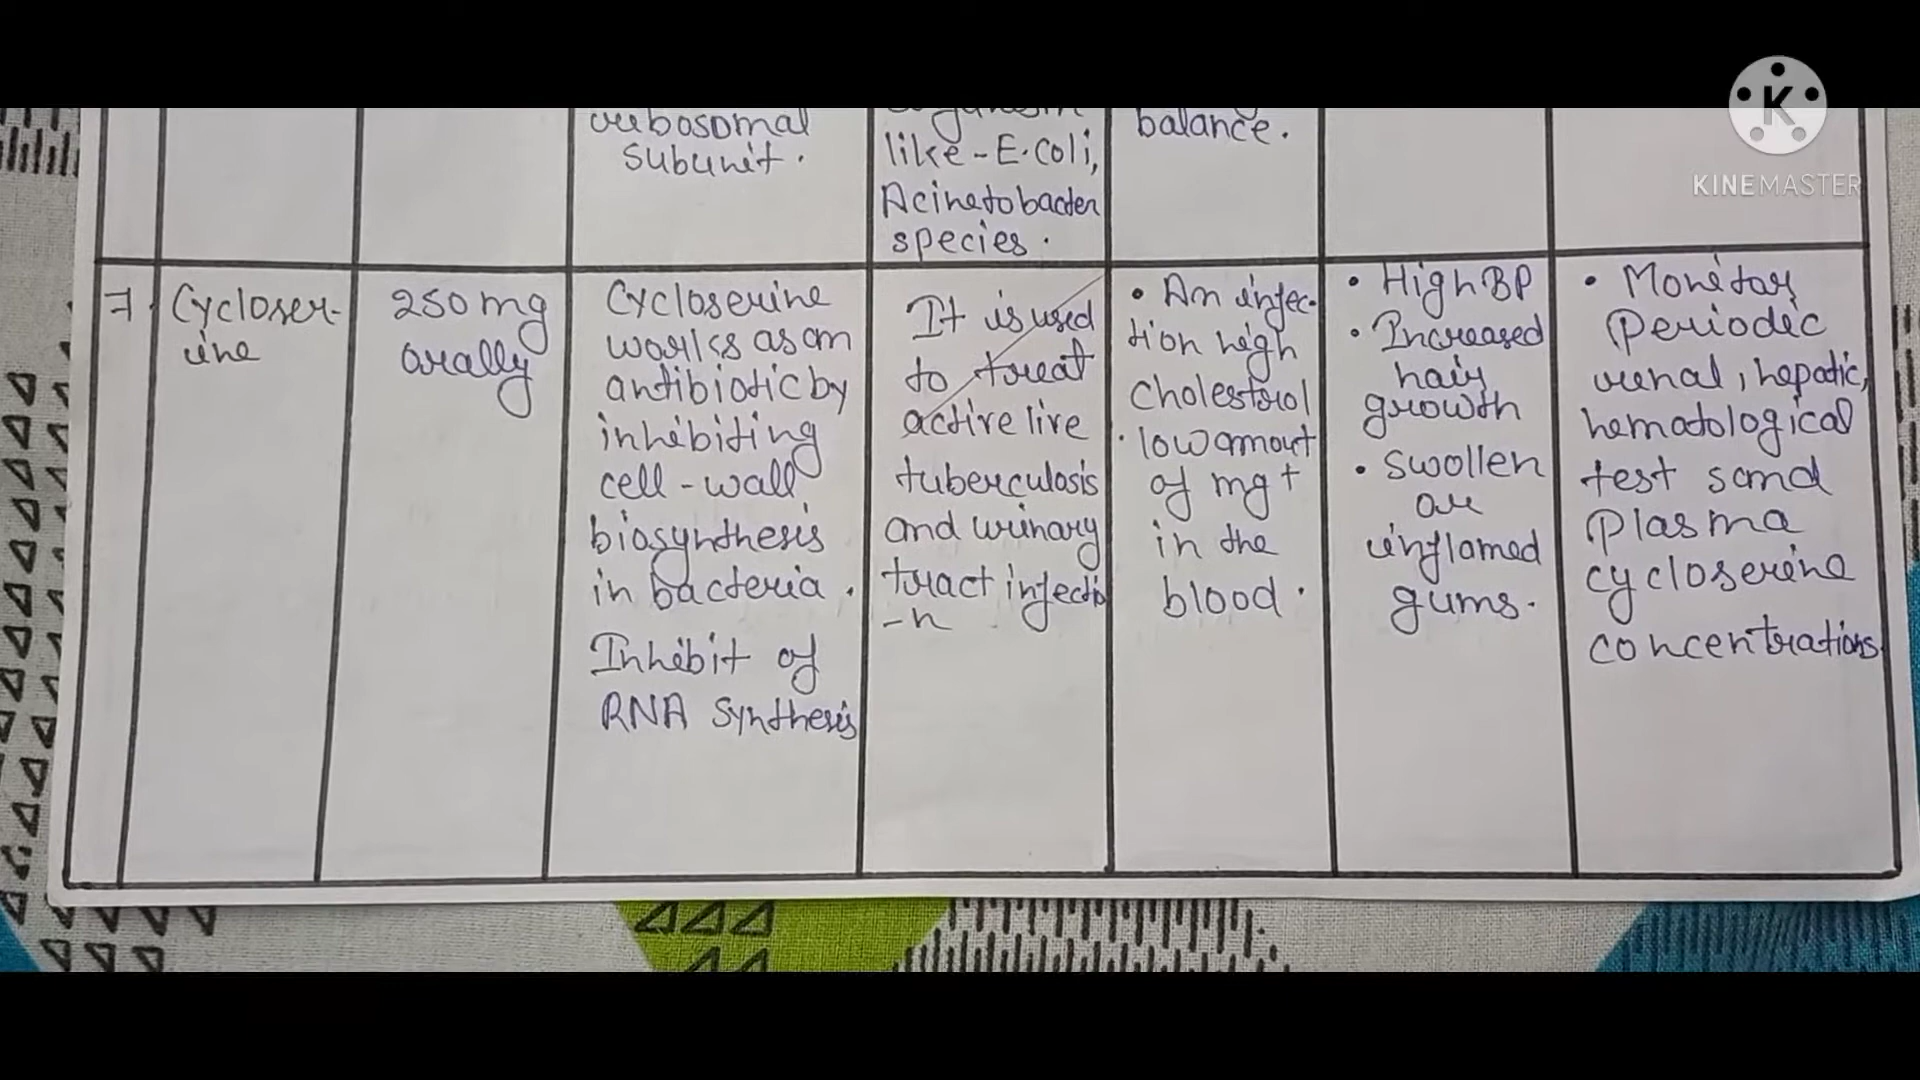 KINEMASTER
ribosomal
subunit.
like - E. coli,
Acinetobacter
species.
balance.
7. Cycloser-
ine
250 mg
orally
Cycloserine
works as an
antibiotic by
inhibiting
cell-wall
biosynthesis
in bacteria.
Inhibit of
RNA synthesis
It is used
to treat
active live
tuberculosis
and urinary
tract infectio
-n
• An infec-
tion high
cholestrol
• low amout
of mg+
in the
blood.
• High BP
• Increased
hair
growth
• swollen
are
inflamed
gums.
• Monitor
Periodic
renal, hepatic,
hematological
test sand
Plasma
cycloserine
concentrations